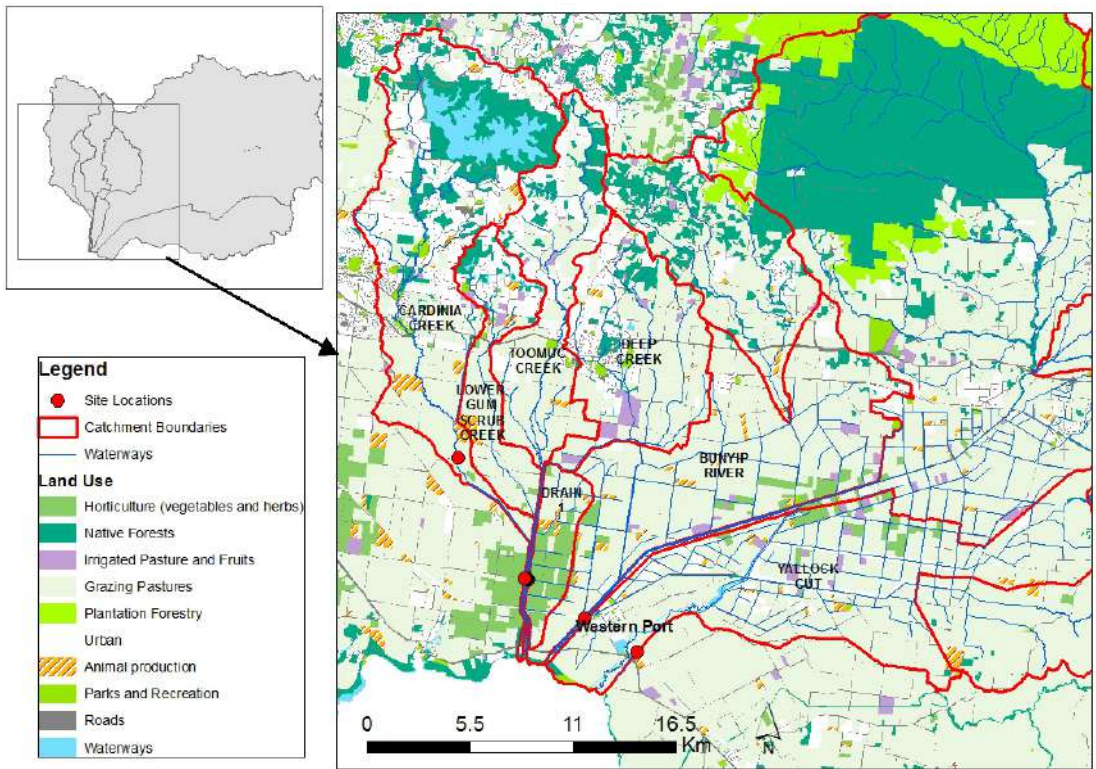 Legend
Site Locations
Catchment Boundaries
Waterways
Land Use
Horticulture (vegetables and herbs)
Native Forests
Irrigated Pasture and Fruits
Grazing Pastures
Plantation Forestry
Urban
Animal production
Parks and Recreation
Roads
Waterways
CARDINIA
CREEK
TOOMUC
CREEK
DEEP
CREEK
LOWER
GUM
SCRUB
CREEK
BUNYIP
RIVER
DRAIN
1
YALLOCK
CUT
Western Port
0 5.5 11 16.5
Km
N